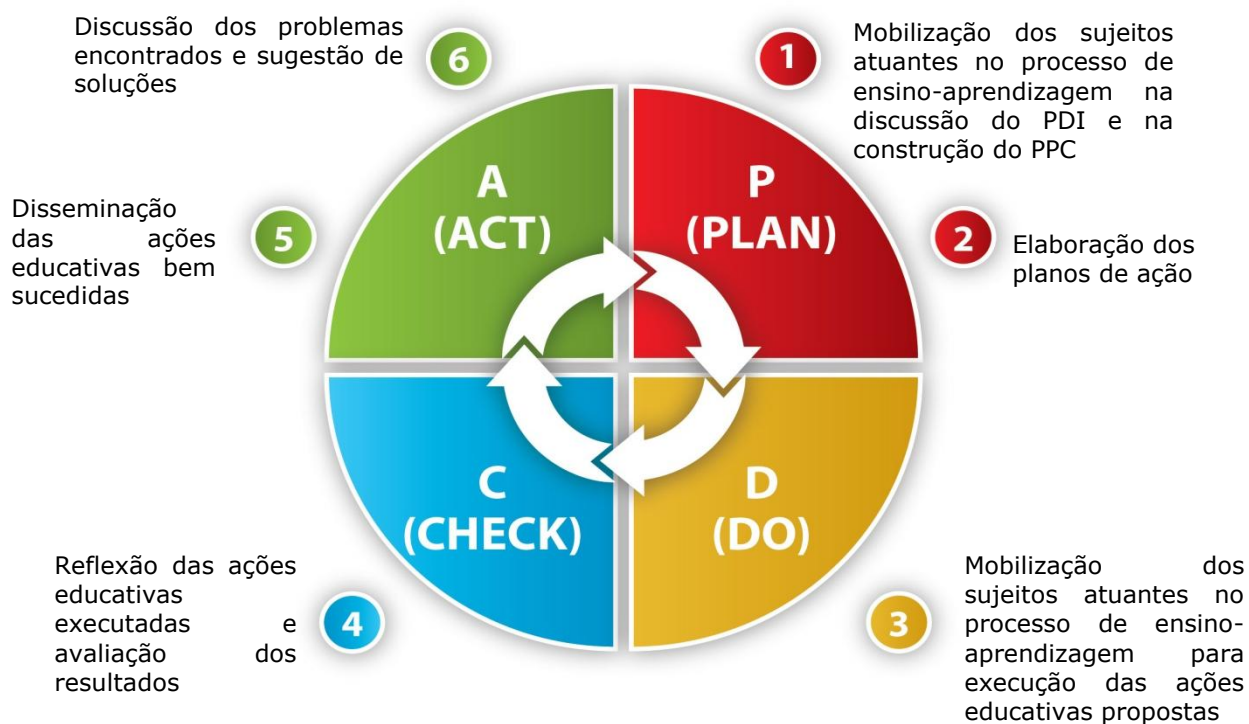 Discussão dos problemas
encontrados e sugestão de
soluções
6
1
Mobilização dos sujeitos
atuantes no processo de
ensino-aprendizagem na
discussão do PDI e na
construção do PPC
A
(ACT)
P
(PLAN)
Disseminação
das ações
educativas bem
sucedidas
5
2
Elaboração dos
planos de ação
C
(CHECK)
D
(DO)
Reflexão das ações
educativas
executadas e
avaliação dos
resultados
4
3
Mobilização dos
sujeitos atuantes no
processo de ensino-
aprendizagem para
execução das ações
educativas propostas